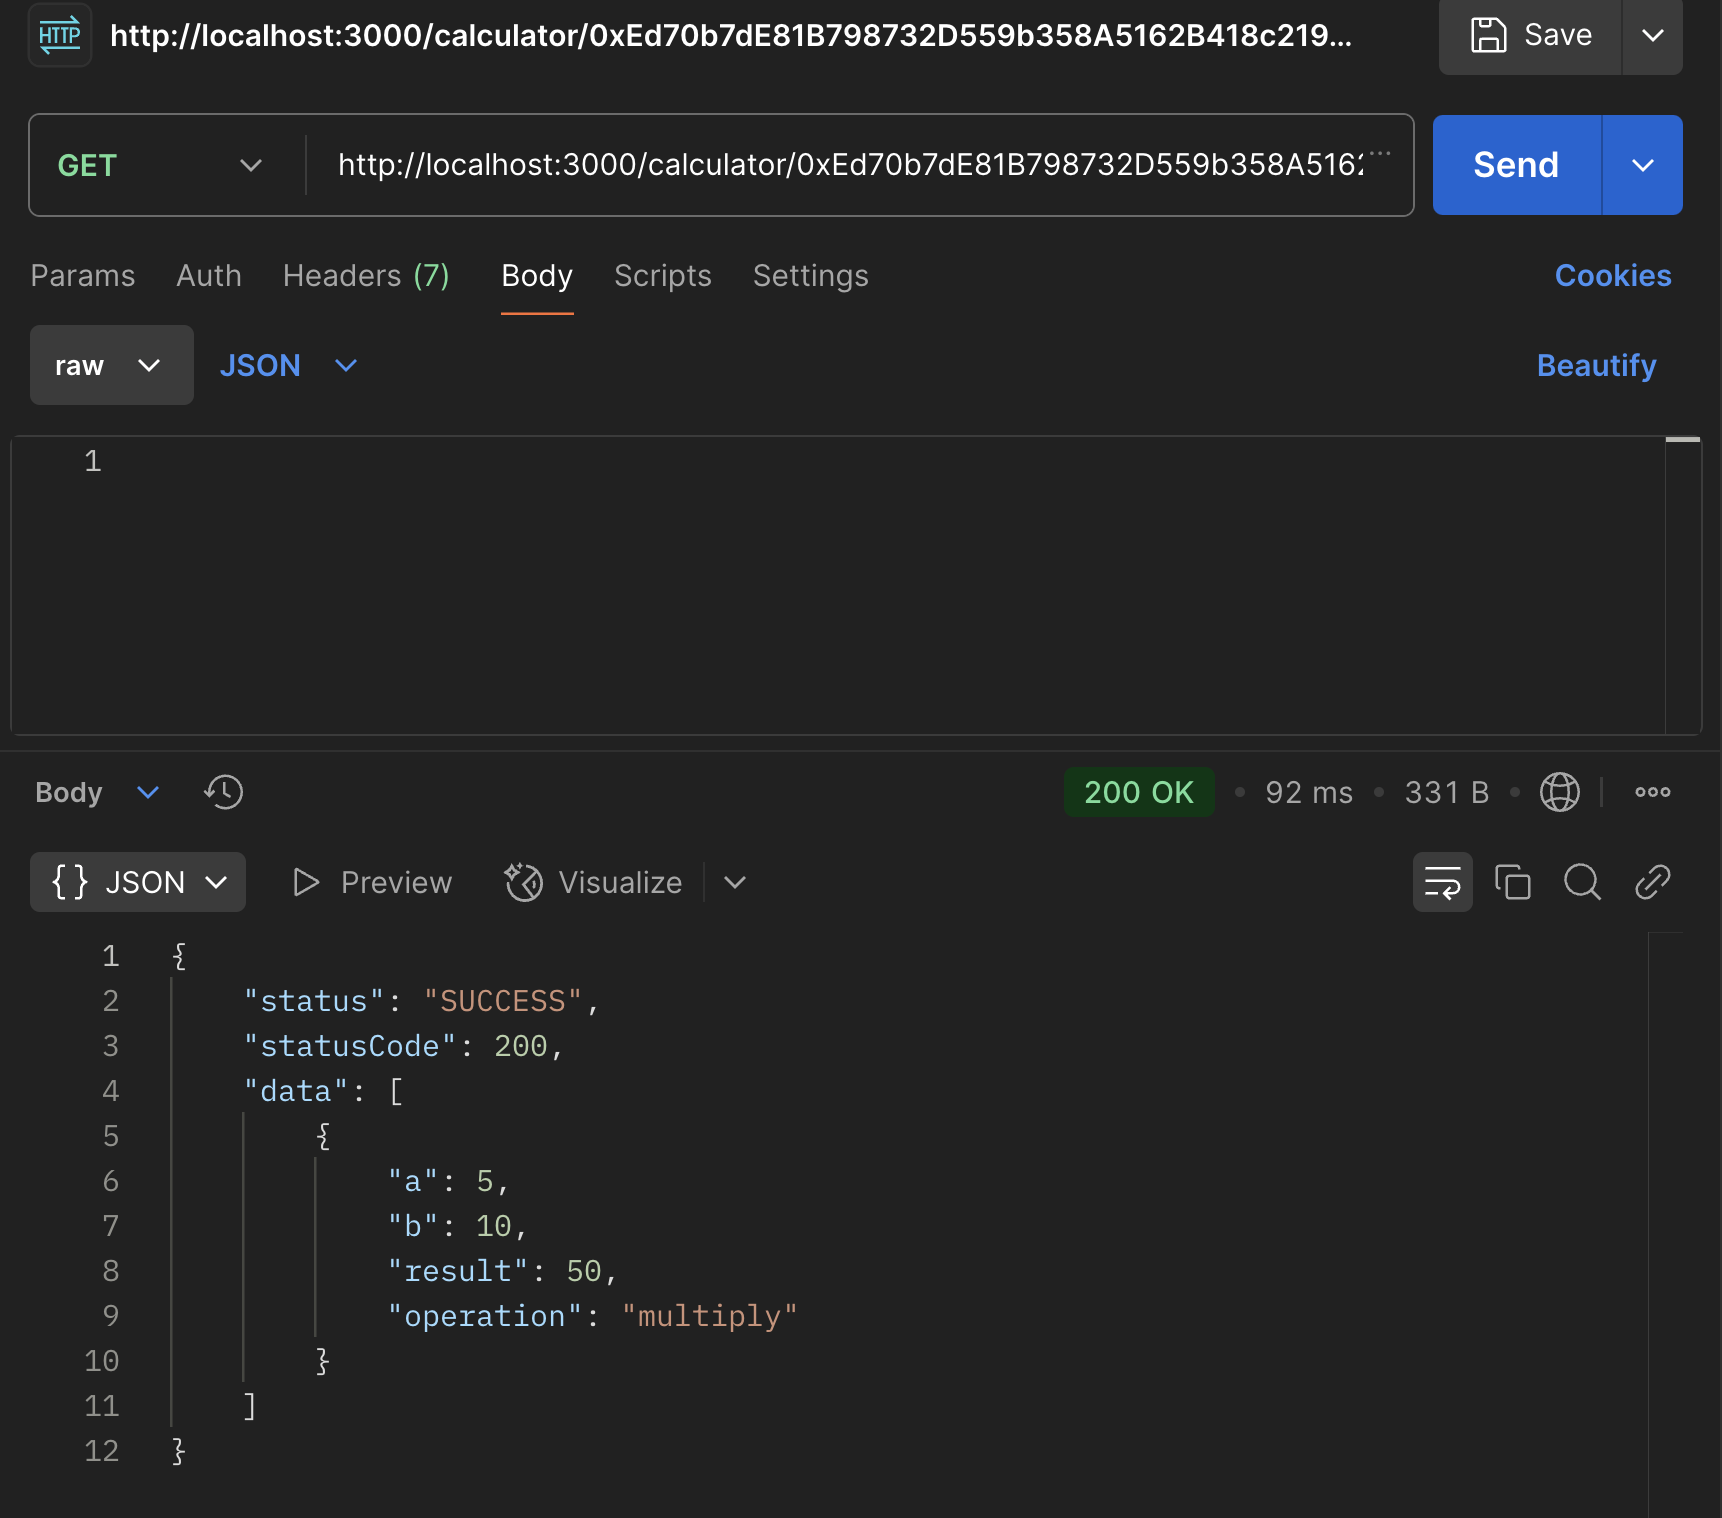 HTTP http://localhost:3000/calculator/0xEd70b7dE81B798732D559b358A5162B418c219... Save
GET http://localhost:3000/calculator/0xEd70b7dE81B798732D559b358A5162 ... Send
Params Auth Headers (7) Body Scripts Settings Cookies
raw JSON Beautify
1
Body 200 OK • 92 ms • 331 B •
{} JSON Preview Visualize
1 {
2 "status": "SUCCESS",
3 "statusCode": 200,
4 "data": [
5 {
6 "a": 5,
7 "b": 10,
8 "result": 50,
9 "operation": "multiply"
10 }
11 ]
12 }